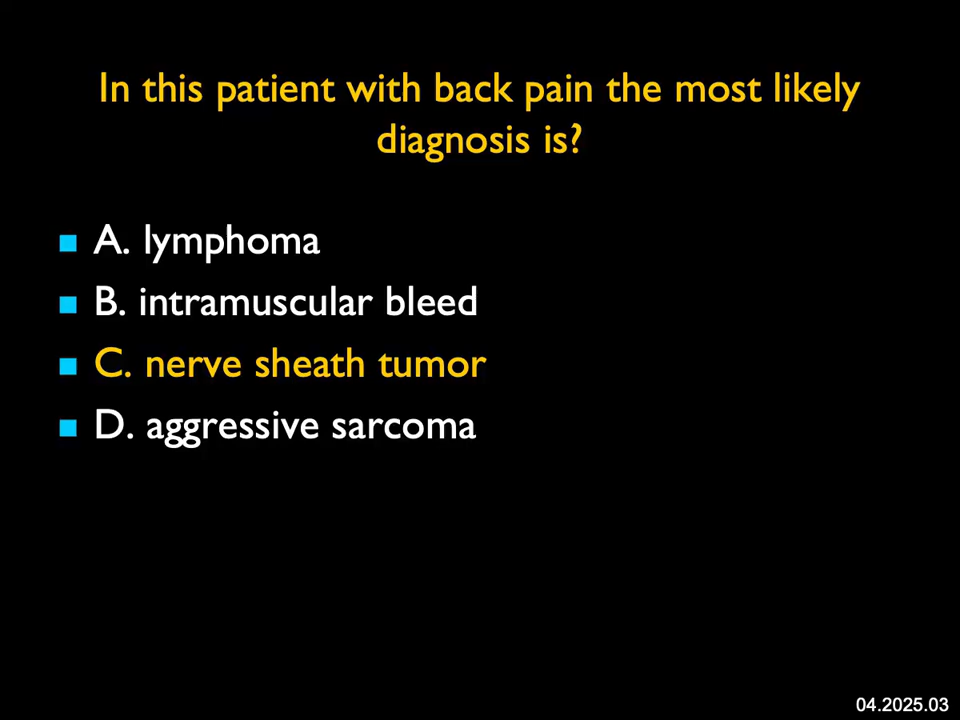 In this patient with back pain the most likely
diagnosis is?
A. lymphoma
B. intramuscular bleed
C. nerve sheath tumor
D. aggressive sarcoma
04.2025.03